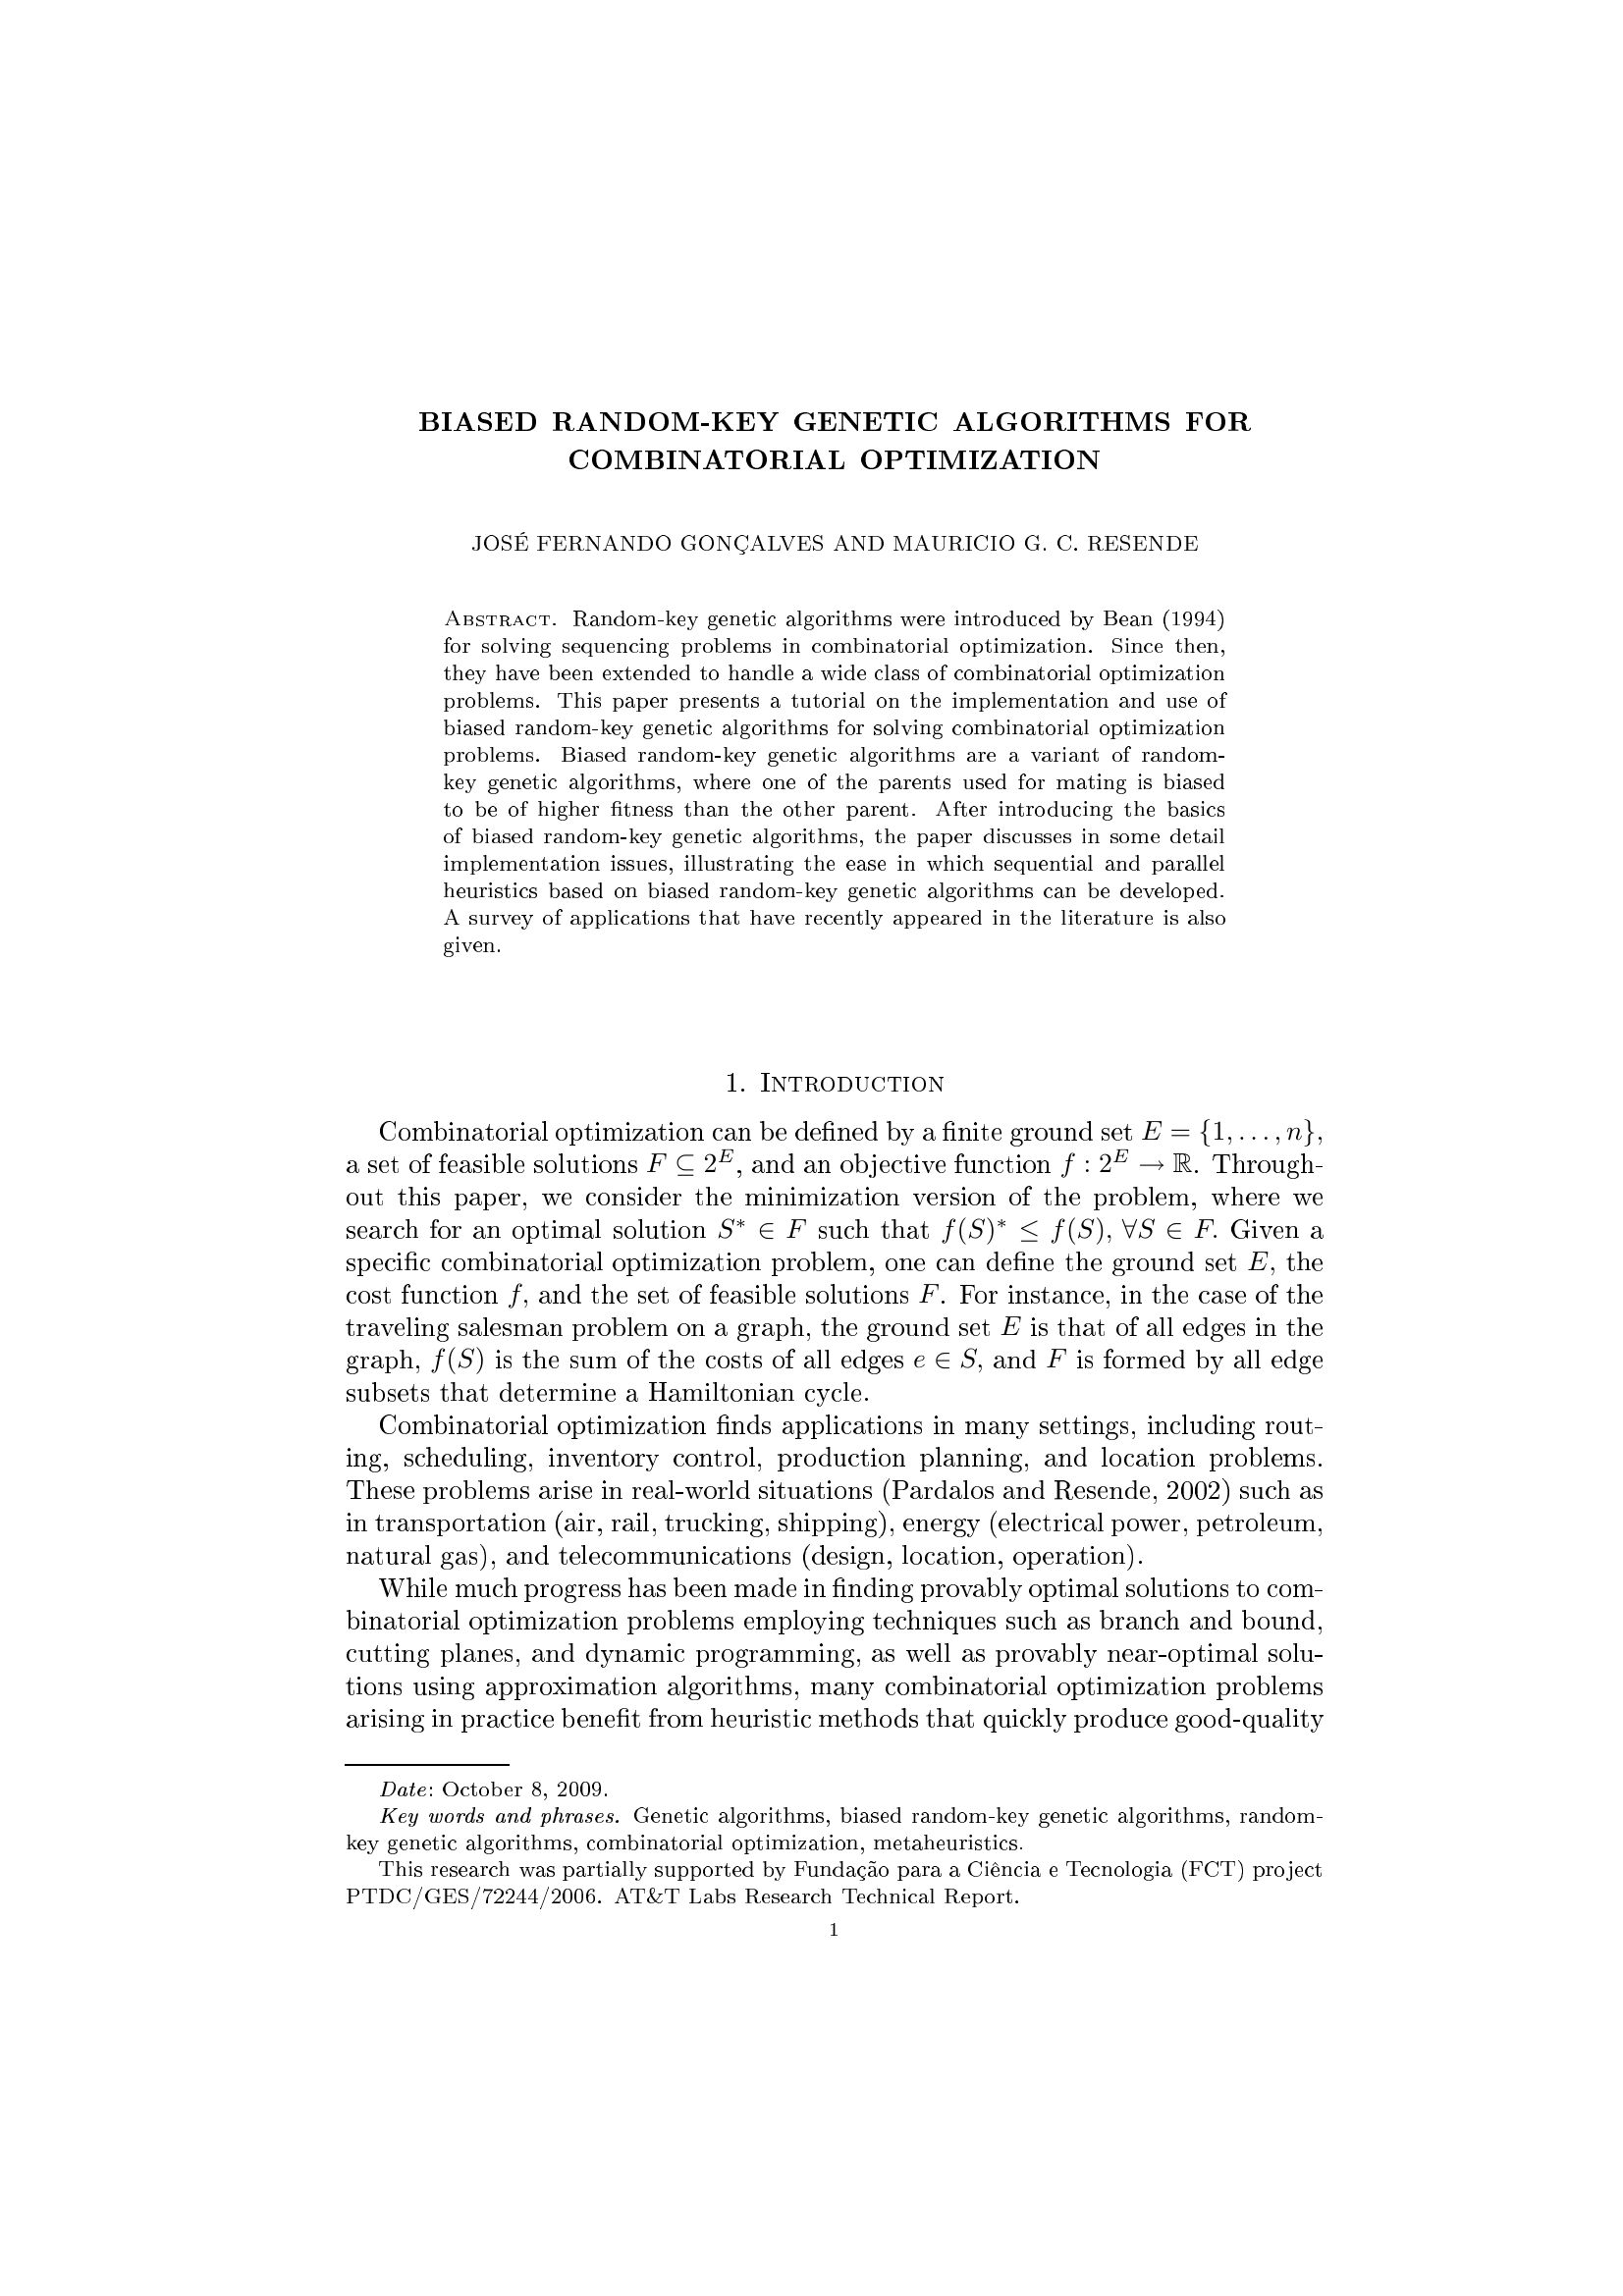 BIASED RANDOM-KEY GENETIC ALGORITHMS FOR
COMBINATORIAL OPTIMIZATION
JOSÉ FERNANDO GONÇALVES AND MAURICIO G. C. RESENDE
Abstract. Random-key genetic algorithms were introduced by Bean (1994)
for solving sequencing problems in combinatorial optimization. Since then,
they have been extended to handle a wide class of combinatorial optimization
problems. This paper presents a tutorial on the implementation and use of
biased random-key genetic algorithms for solving combinatorial optimization
problems. Biased random-key genetic algorithms are a variant of random-
key genetic algorithms, where one of the parents used for mating is biased
to be of higher fitness than the other parent. After introducing the basics
of biased random-key genetic algorithms, the paper discusses in some detail
implementation issues, illustrating the ease in which sequential and parallel
heuristics based on biased random-key genetic algorithms can be developed.
A survey of applications that have recently appeared in the literature is also
given.
1. Introduction
Combinatorial optimization can be defined by a finite ground set E = {1, . . . , n},
a set of feasible solutions F ⊆ 2^E, and an objective function f : 2^E → ℝ. Through-
out this paper, we consider the minimization version of the problem, where we
search for an optimal solution S* ∈ F such that f(S)* ≤ f(S), ∀S ∈ F. Given a
specific combinatorial optimization problem, one can define the ground set E, the
cost function f, and the set of feasible solutions F. For instance, in the case of the
traveling salesman problem on a graph, the ground set E is that of all edges in the
graph, f(S) is the sum of the costs of all edges e ∈ S, and F is formed by all edge
subsets that determine a Hamiltonian cycle.
Combinatorial optimization finds applications in many settings, including rout-
ing, scheduling, inventory control, production planning, and location problems.
These problems arise in real-world situations (Pardalos and Resende, 2002) such as
in transportation (air, rail, trucking, shipping), energy (electrical power, petroleum,
natural gas), and telecommunications (design, location, operation).
While much progress has been made in finding provably optimal solutions to com-
binatorial optimization problems employing techniques such as branch and bound,
cutting planes, and dynamic programming, as well as provably near-optimal solu-
tions using approximation algorithms, many combinatorial optimization problems
arising in practice benefit from heuristic methods that quickly produce good-quality
Date: October 8, 2009.
Key words and phrases. Genetic algorithms, biased random-key genetic algorithms, random-
key genetic algorithms, combinatorial optimization, metaheuristics.
This research was partially supported by Fundação para a Ciência e Tecnologia (FCT) project
PTDC/GES/72244/2006. AT&T Labs Research Technical Report.
1